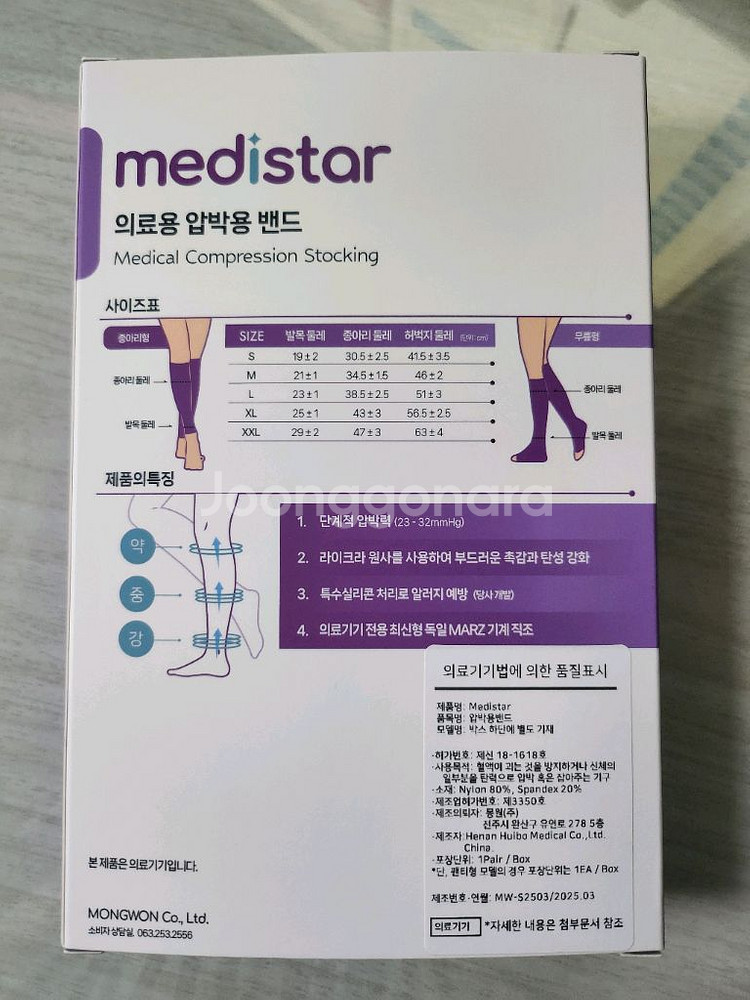 medistar
의료용 압박용 밴드
Medical Compression Stocking
사이즈표
종아리형
종아리 둘레
발목 둘레
SIZE 발목 둘레 종아리 둘레 허벅지 둘레 (단위: cm)
S 19±2 30.5±2.5 41.5±3.5
M 21±1 34.5±1.5 46±2
L 23±1 38.5±2.5 51±3
XL 25±1 43±3 56.5±2.5
XXL 29±2 47±3 63±4
무릎형
종아리 둘레
발목 둘레
제품의특징
Joonggonara
약
중
강
1. 단계적 압박력 (23-32mmHg)
2. 라이크라 원사를 사용하여 부드러운 촉감과 탄성 강화
3. 특수실리콘 처리로 알러지 예방 (당사 개발)
4. 의료기기 전용 최신형 독일 MARZ 기계 직조
의료기기법에 의한 품질표시
제품명: Medistar
품목명: 압박용밴드
모델명: 박스 하단에 별도 기재
·허가번호: 제신 18-1618호
·사용목적: 혈액에 괴는 것을 방지하거나 신체의
일부분을 탄력으로 압박 혹은 잡아주는 기구
·소재: Nylon 80%, Spandex 20%
·제조업허가번호: 제3350호
·제조의뢰자: 몽원(주)
전주시 완산구 유연로 278 5층
·제조자: Henan Huibo Medical Co.,Ltd.
China.
·포장단위: 1Pair / Box
*단, 팬티형 모델의 경우 포장단위는 1EA / Box
제조번호·연월: MW-S2503/2025.03
의료기기 *자세한 내용은 첨부문서 참조
본 제품은 의료기기입니다.
MONGWON Co., Ltd.
소비자 상담실. 063.253.2556